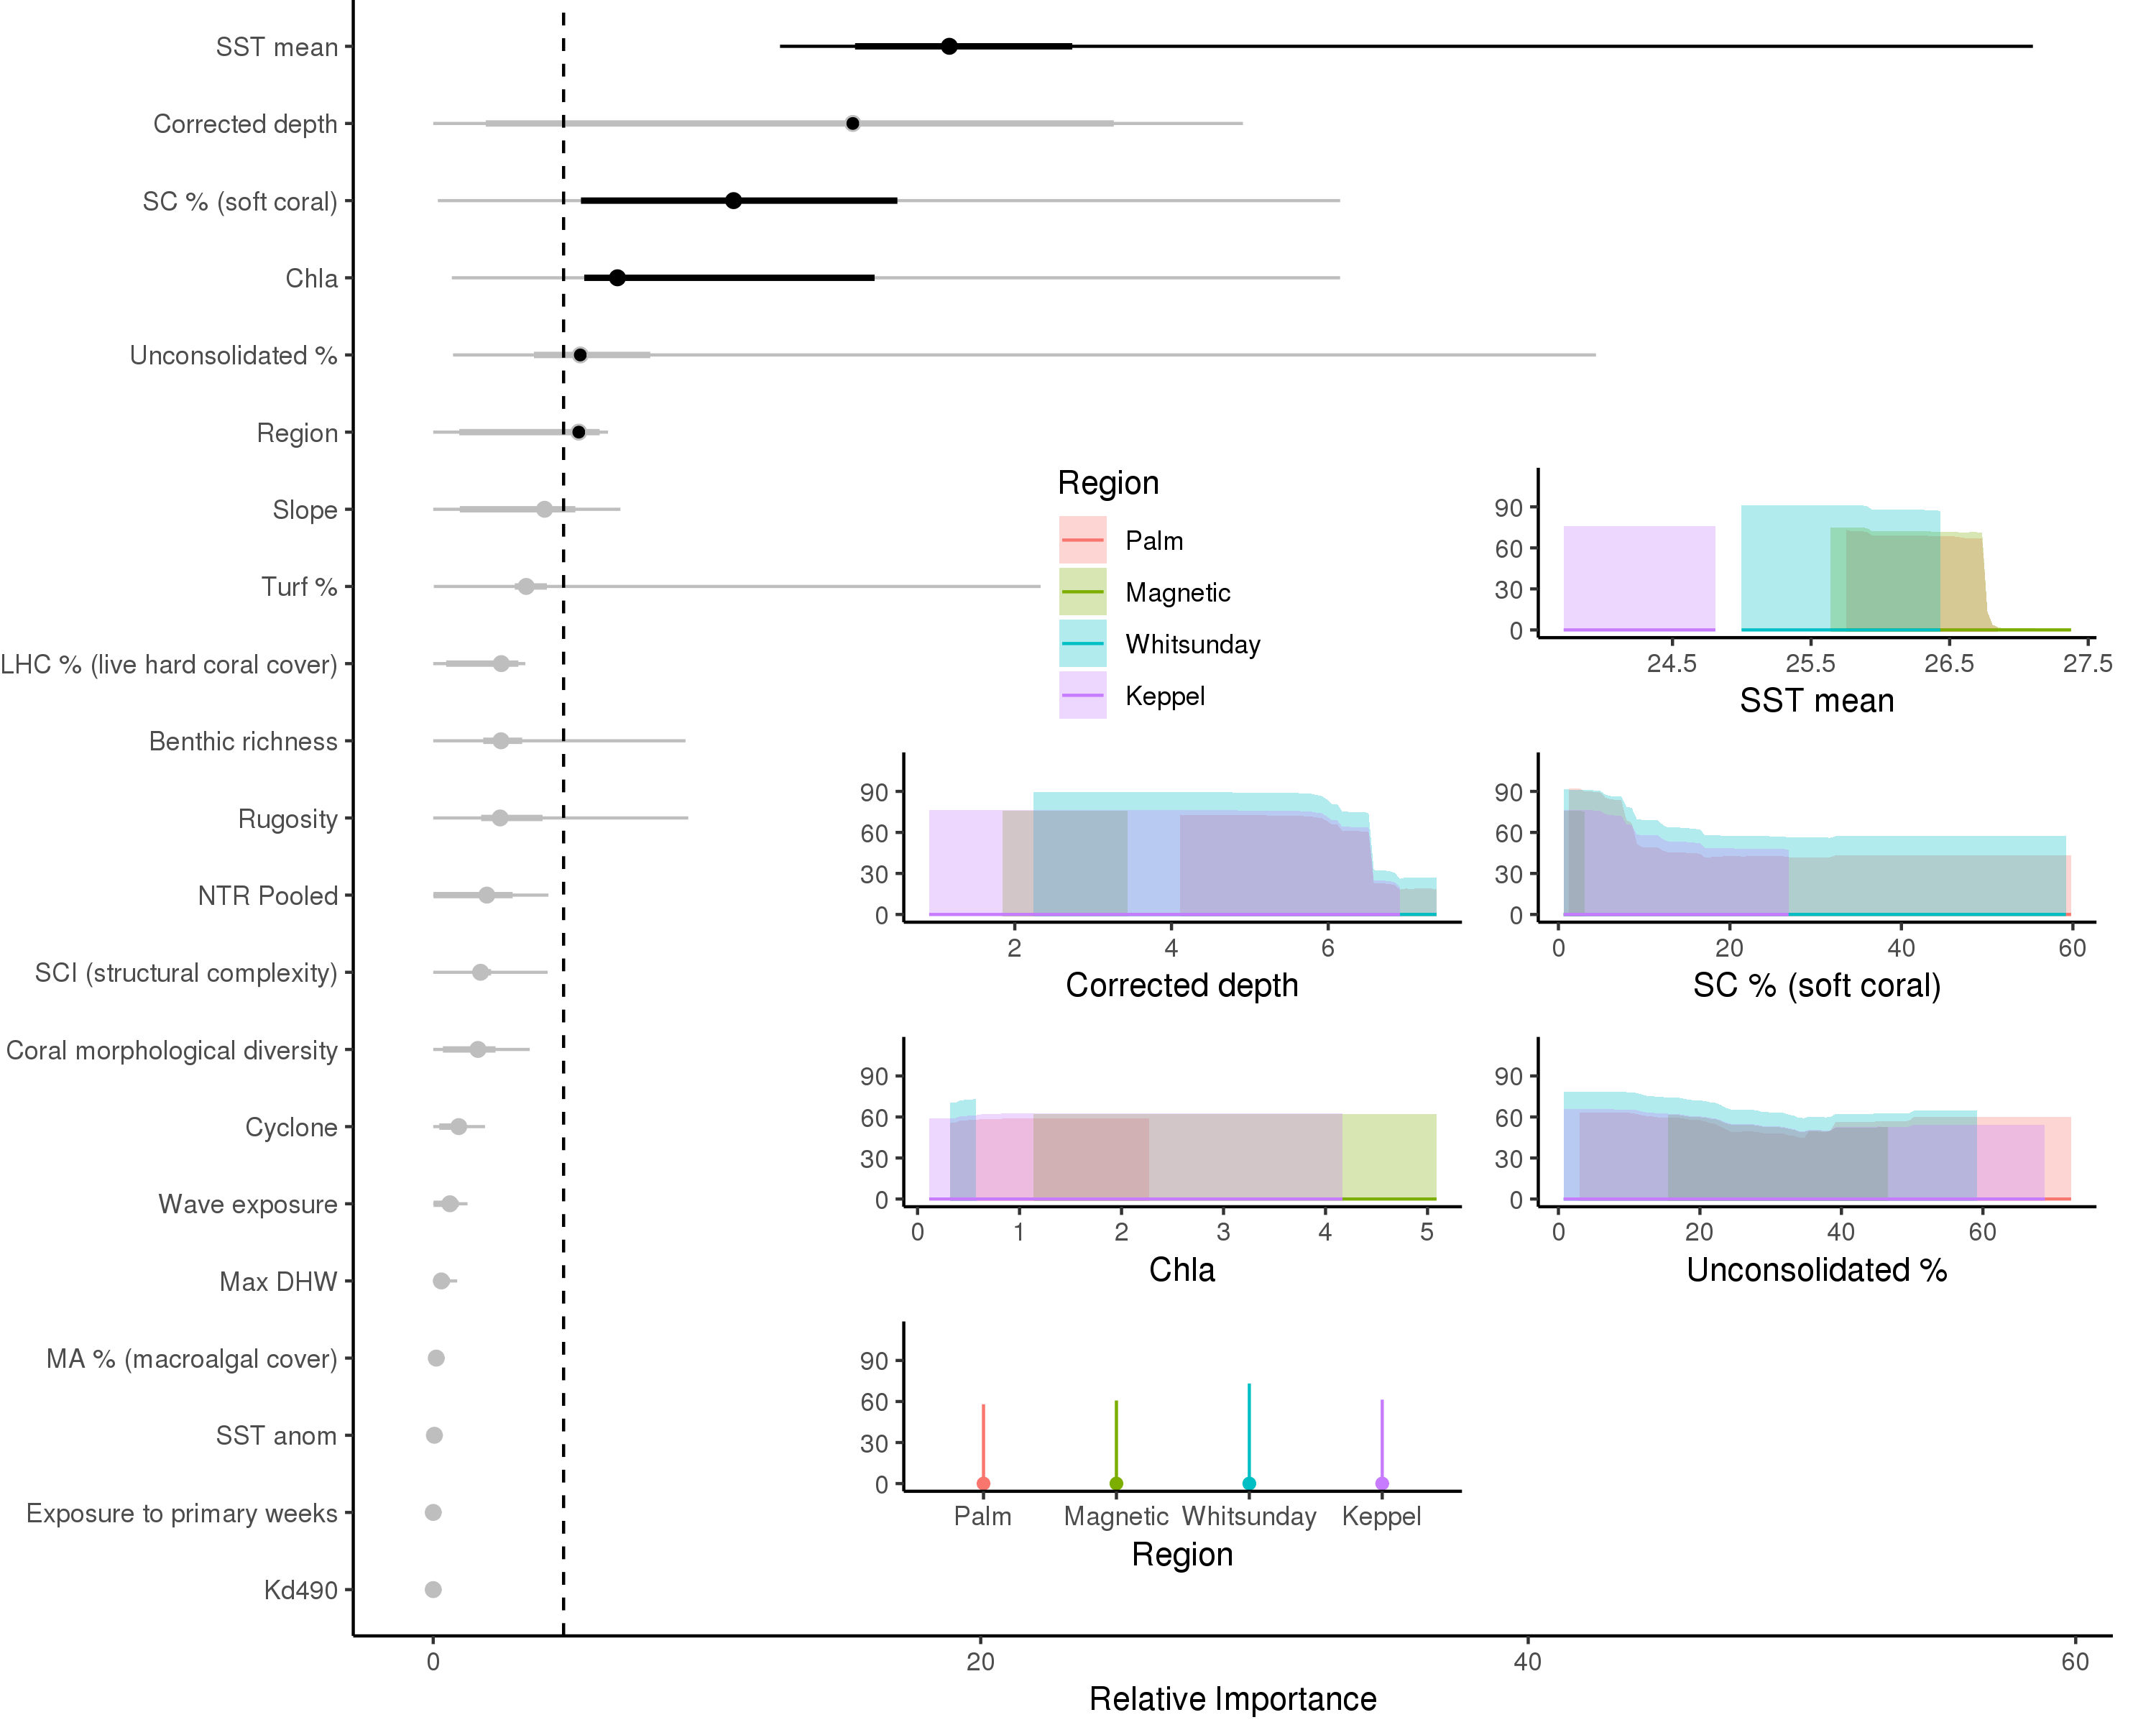 SST mean
Corrected depth
SC % (soft coral)
Chla
Unconsolidated %
Region
Slope
Turf %
LHC % (live hard coral cover)
Benthic richness
Rugosity
NTR Pooled
SCI (structural complexity)
Coral morphological diversity
Cyclone
Wave exposure
Max DHW
MA % (macroalgal cover)
SST anom
Exposure to primary weeks
Kd490
0 20 40 60
Relative Importance
Region
Palm
Magnetic
Whitsunday
Keppel
90
60
30
0
24.5 25.5 26.5 27.5
SST mean
90
60
30
0
2 4 6
Corrected depth
90
60
30
0
0 20 40 60
SC % (soft coral)
90
60
30
0
0 1 2 3 4 5
Chla
90
60
30
0
0 20 40 60
Unconsolidated %
90
60
30
0
Palm Magnetic Whitsunday Keppel
Region